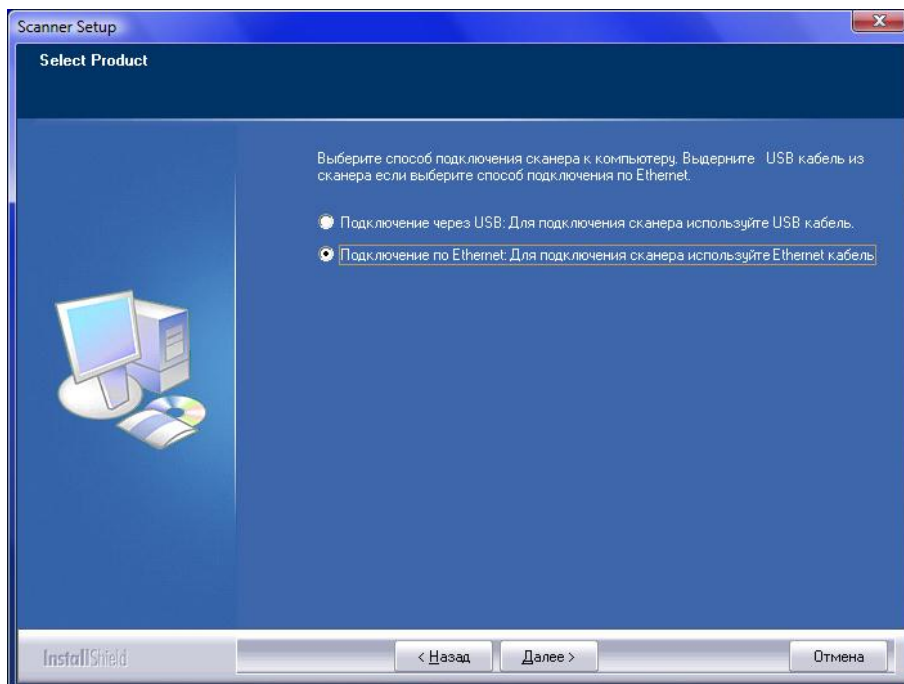 Scanner Setup
Select Product
Выберите способ подключения сканера к компьютеру. Выдерните USB кабель из
сканера если выберите способ подключения по Ethernet.
Подключение через USB: Для подключения сканера используйте USB кабель.
Подключение по Ethernet: Для подключения сканера используйте Ethernet кабель
InstallShield
< Назад
Далее >
Отмена